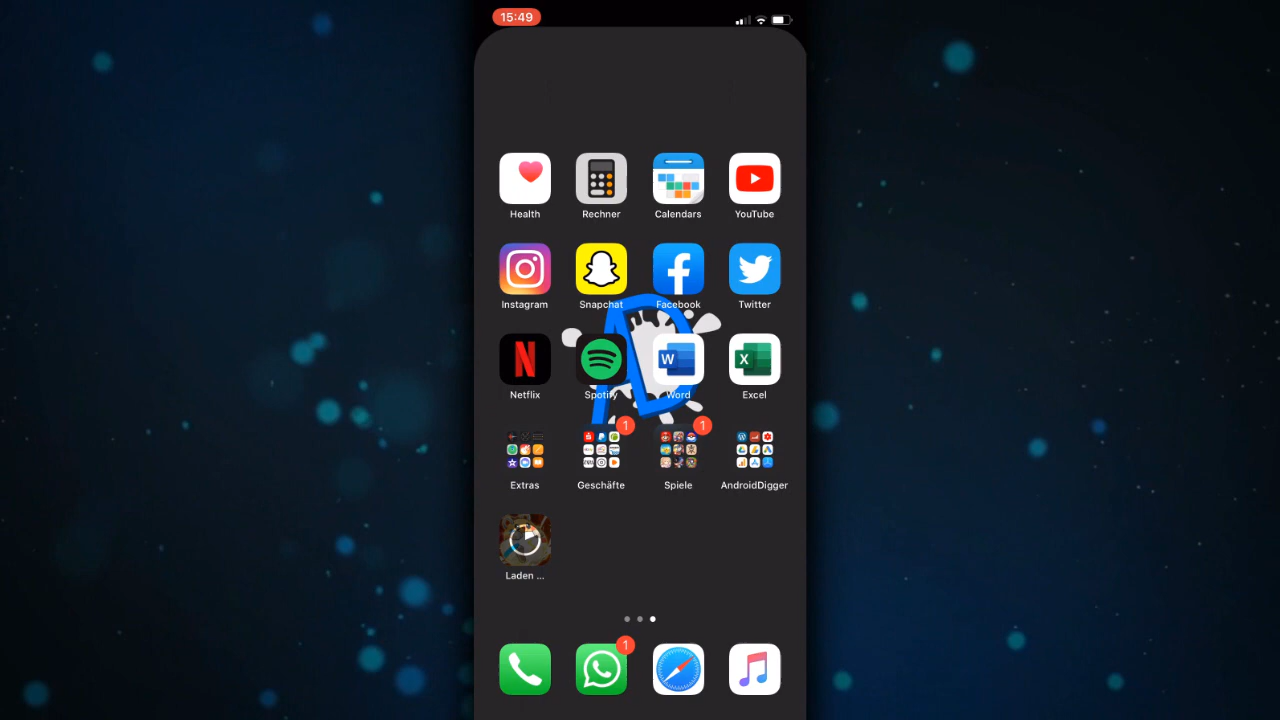 15:49
Health Rechner Calendars YouTube
Instagram Snapchat Facebook Twitter
Netflix Spotify Word Excel
1 1
Extras Geschäfte Spiele AndroidDigger
Laden ...
1